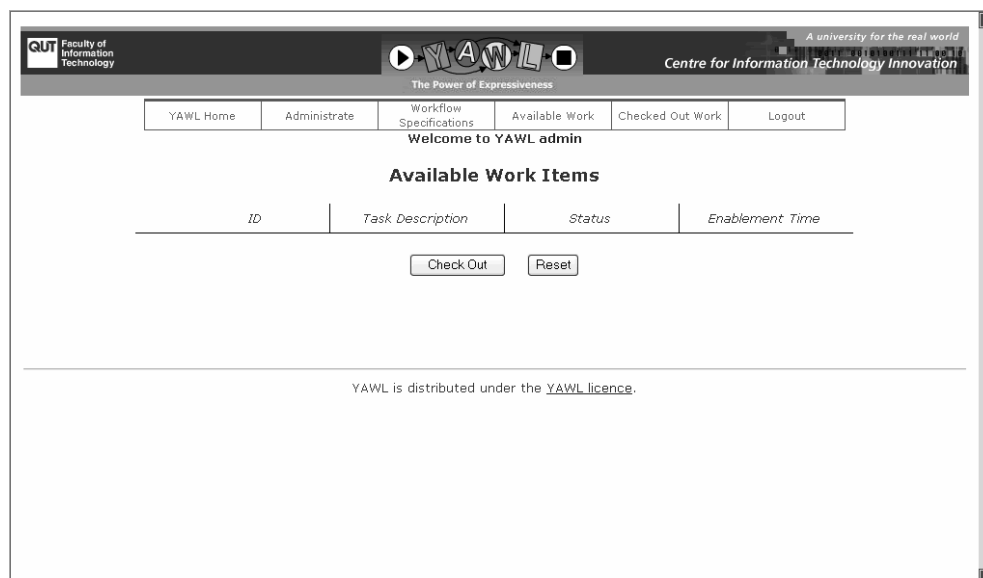 QUT Faculty of
Information
Technology
YAWL
The Power of Expressiveness
A university for the real world
Centre for Information Technology Innovation
YAWL Home Administrate Workflow Specifications Available Work Checked Out Work Logout
Welcome to YAWL admin
Available Work Items
ID Task Description Status Enablement Time
Check Out Reset
YAWL is distributed under the YAWL licence.